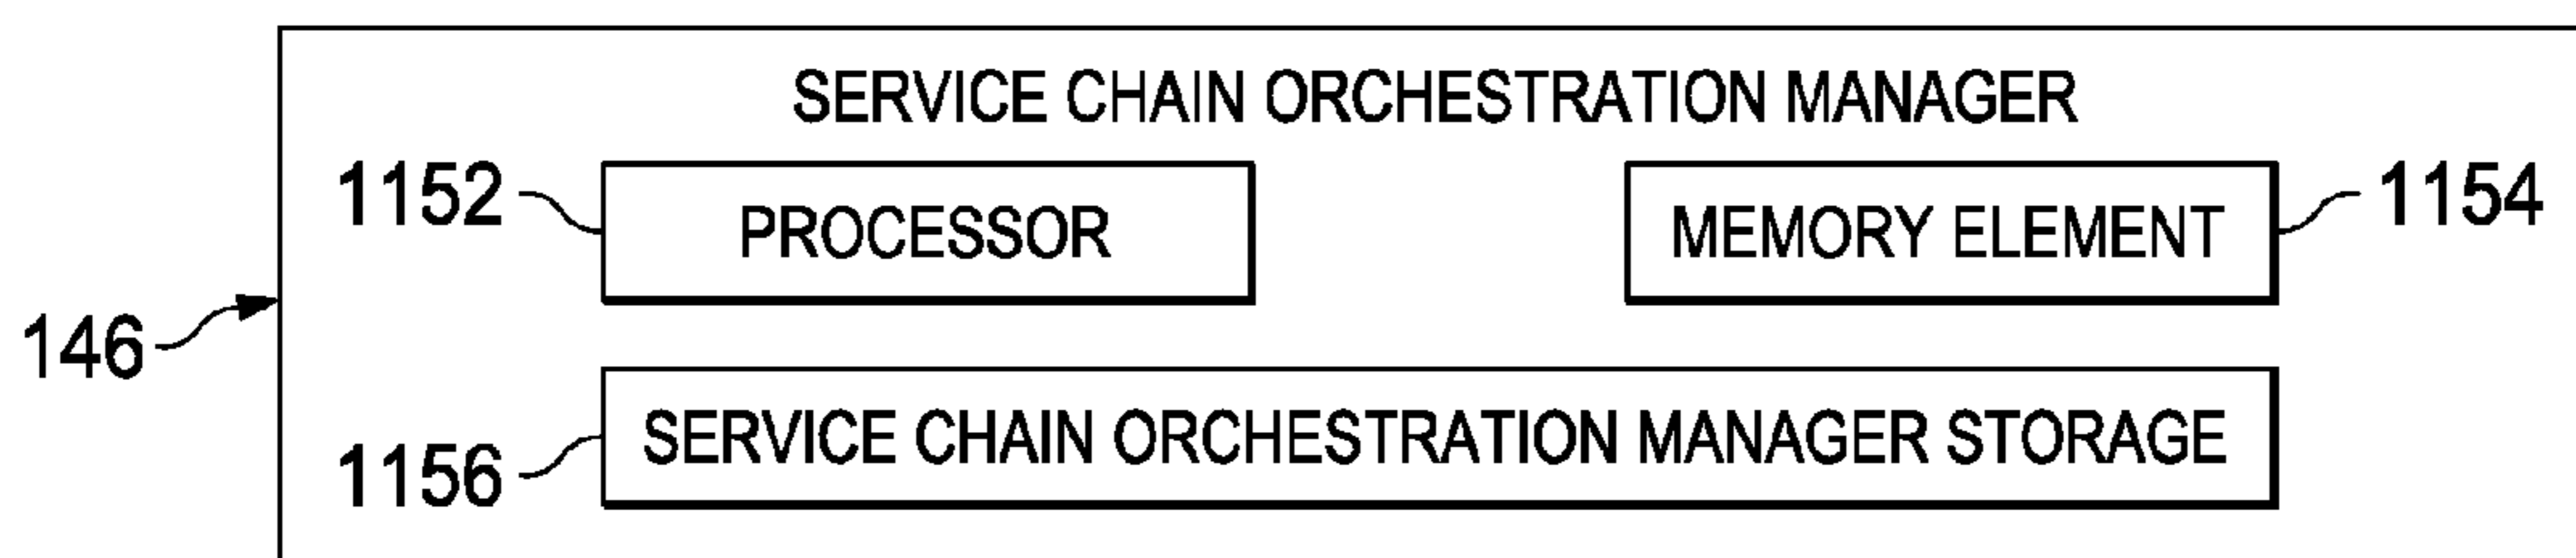 SERVICE CHAIN ORCHESTRATION MANAGER
1152 PROCESSOR MEMORY ELEMENT 1154
146
1156 SERVICE CHAIN ORCHESTRATION MANAGER STORAGE